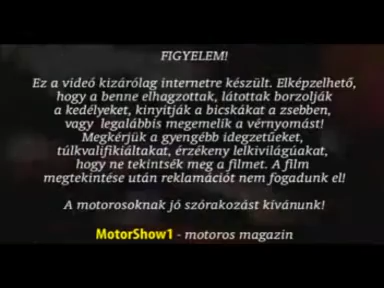 FIGYELEM!
Ez a videó kizárólag internetre készült. Elképzelhető,
hogy a benne elhagzottak, látottak borzolják
a kedélyeket, kinyitják a bicskákat a zsebben,
vagy legalábbis megemelik a vérnyomást!
Megkérjük a gyengébb idegzetűeket,
túlkvalifikiáltakat, érzékeny lelkivilágúakat,
hogy ne tekintsék meg a filmet. A film
megtekintése után reklamációt nem fogadunk el!
A motorosoknak jó szórakozást kívánunk!
MotorShow1 - motoros magazin